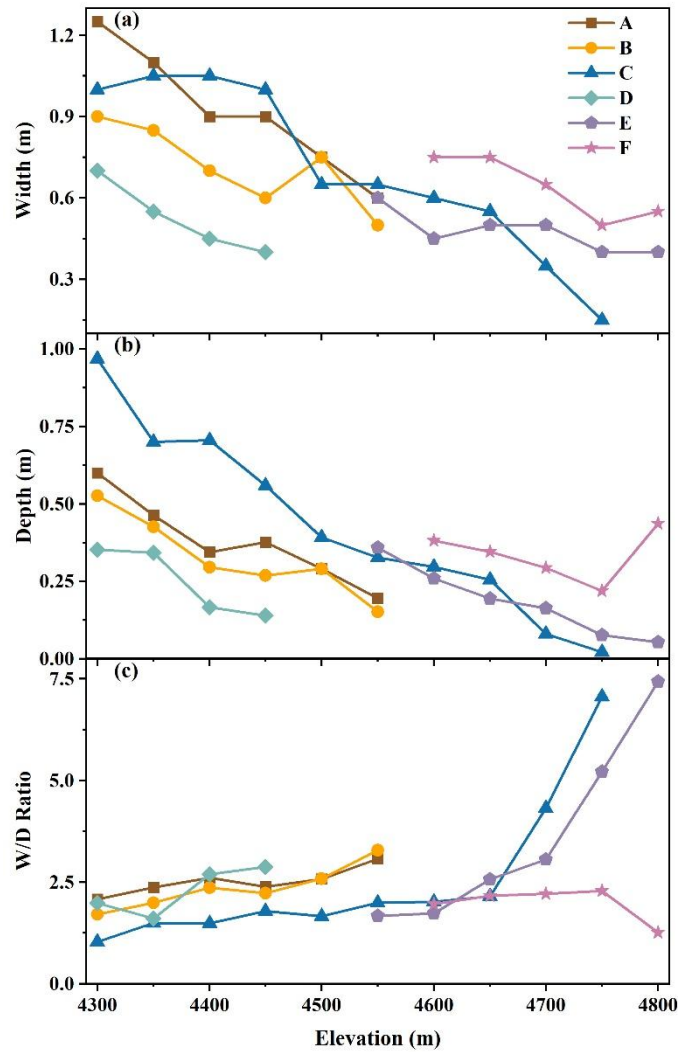 (a)
A
B
C
D
E
F
1.2
0.9
0.6
0.3
Width (m)
(b)
1.00
0.75
0.50
0.25
0.00
Depth (m)
(c)
7.5
5.0
2.5
0.0
W/D Ratio
4300 4400 4500 4600 4700 4800
Elevation (m)